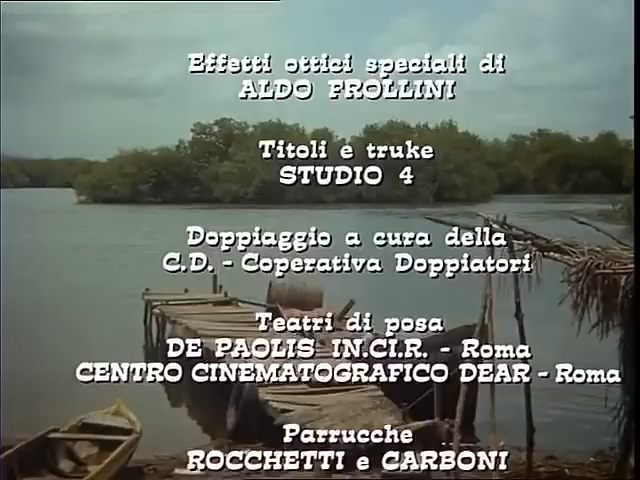 Effetti ottici speciali di
ALDO FROLLINI
Titoli e truke
STUDIO 4
Doppiaggio a cura della
C.D. - Coperativa Doppiatori
Teatri di posa
DE PAOLIS IN.CI.R. - Roma
CENTRO CINEMATOGRAFICO DEAR - Roma
Parrucche
ROCCHETTI e CARBONI